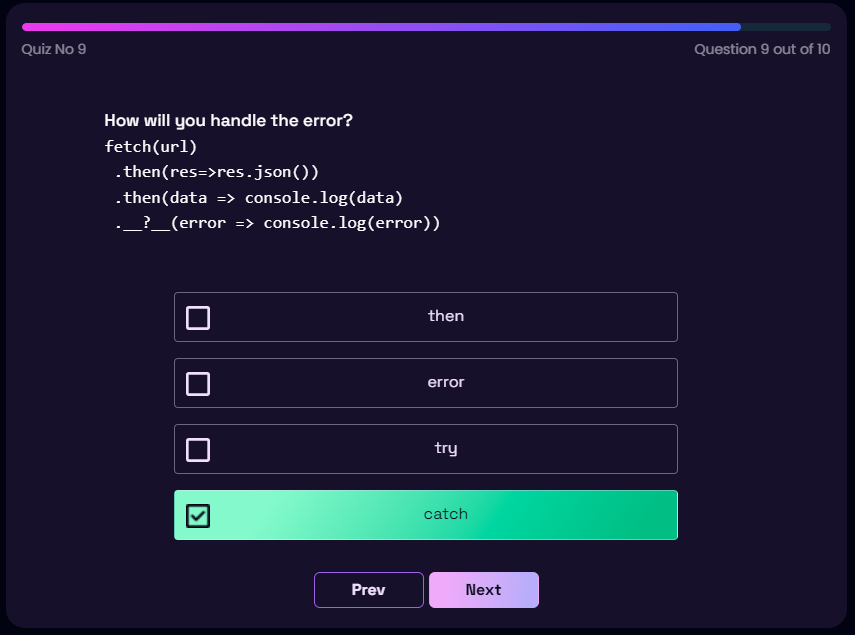 Quiz No 9
Question 9 out of 10
How will you handle the error?
fetch(url)
.then(res=>res.json())
.then(data => console.log(data)
.__?__(error => console.log(error))
then
error
try
catch
Prev
Next